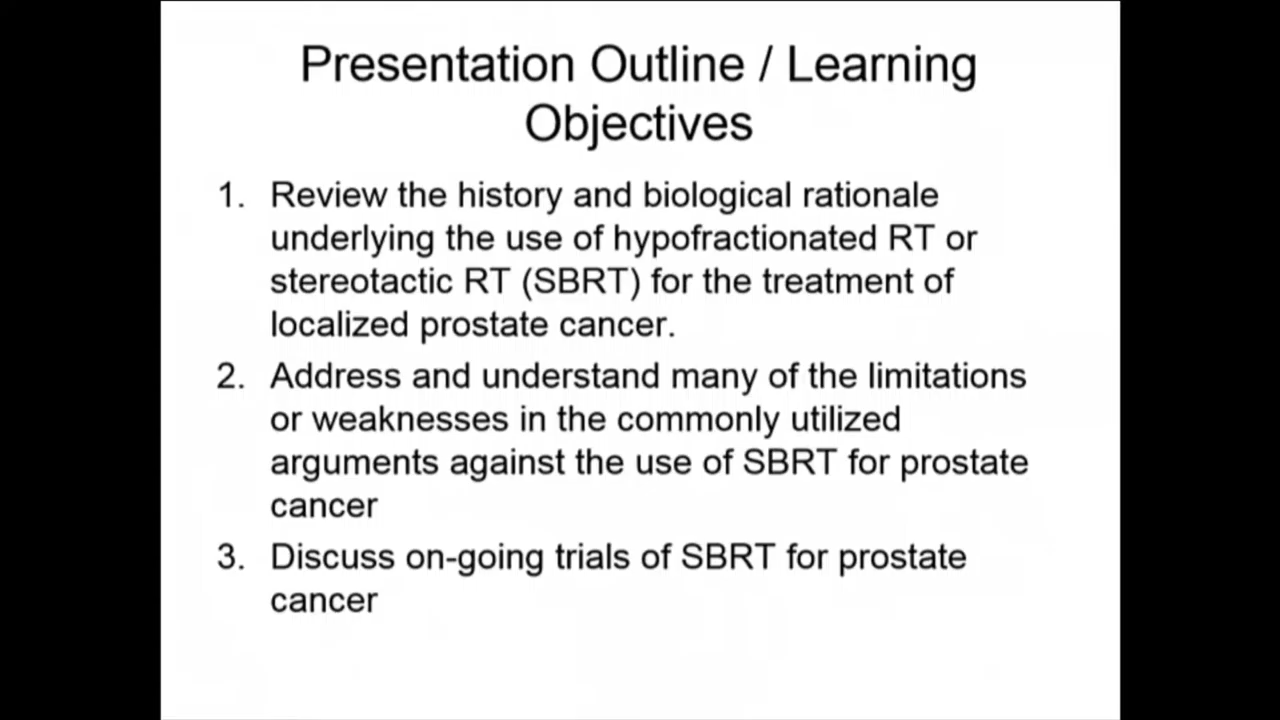 Presentation Outline / Learning
Objectives
1. Review the history and biological rationale
underlying the use of hypofractionated RT or
stereotactic RT (SBRT) for the treatment of
localized prostate cancer.
2. Address and understand many of the limitations
or weaknesses in the commonly utilized
arguments against the use of SBRT for prostate
cancer
3. Discuss on-going trials of SBRT for prostate
cancer